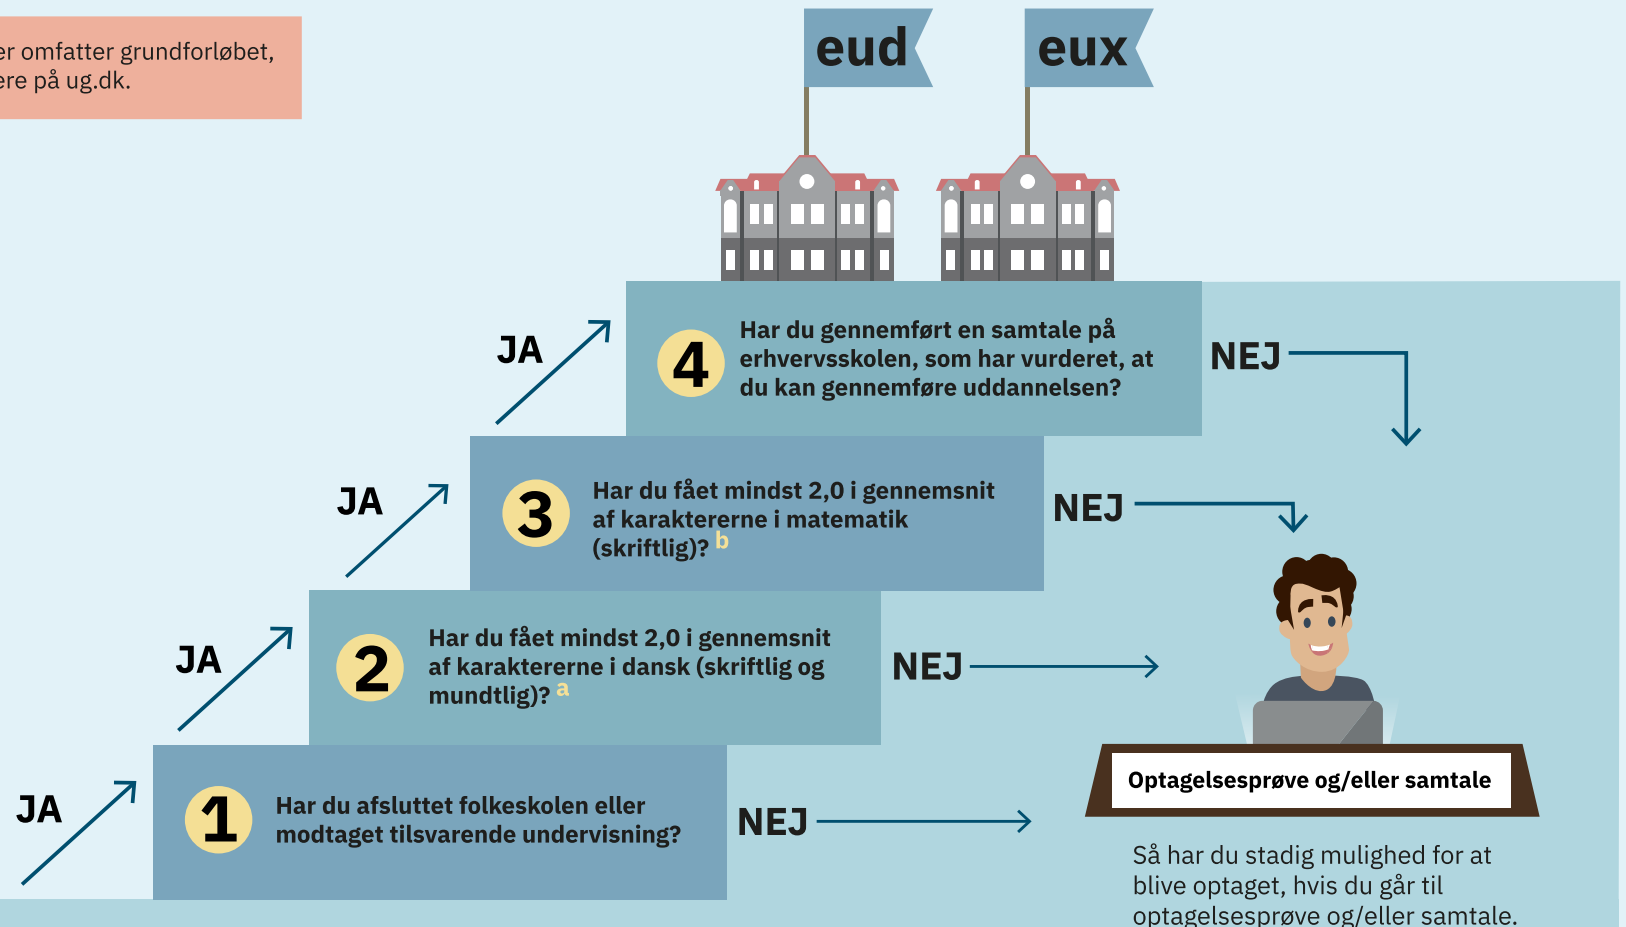 er omfatter grundforløbet,
ere på ug.dk.
eud
eux
JA
4
Har du gennemført en samtale på
erhvervsskolen, som har vurderet, at
du kan gennemføre uddannelsen?
NEJ
JA
3
Har du fået mindst 2,0 i gennemsnit
af karaktererne i matematik
(skriftlig)? b
NEJ
JA
2
Har du fået mindst 2,0 i gennemsnit
af karaktererne i dansk (skriftlig og
mundtlig)? a
NEJ
JA
1
Har du afsluttet folkeskolen eller
modtaget tilsvarende undervisning?
NEJ
Optagelsesprøve og/eller samtale
Så har du stadig mulighed for at
blive optaget, hvis du går til
optagelsesprøve og/eller samtale.